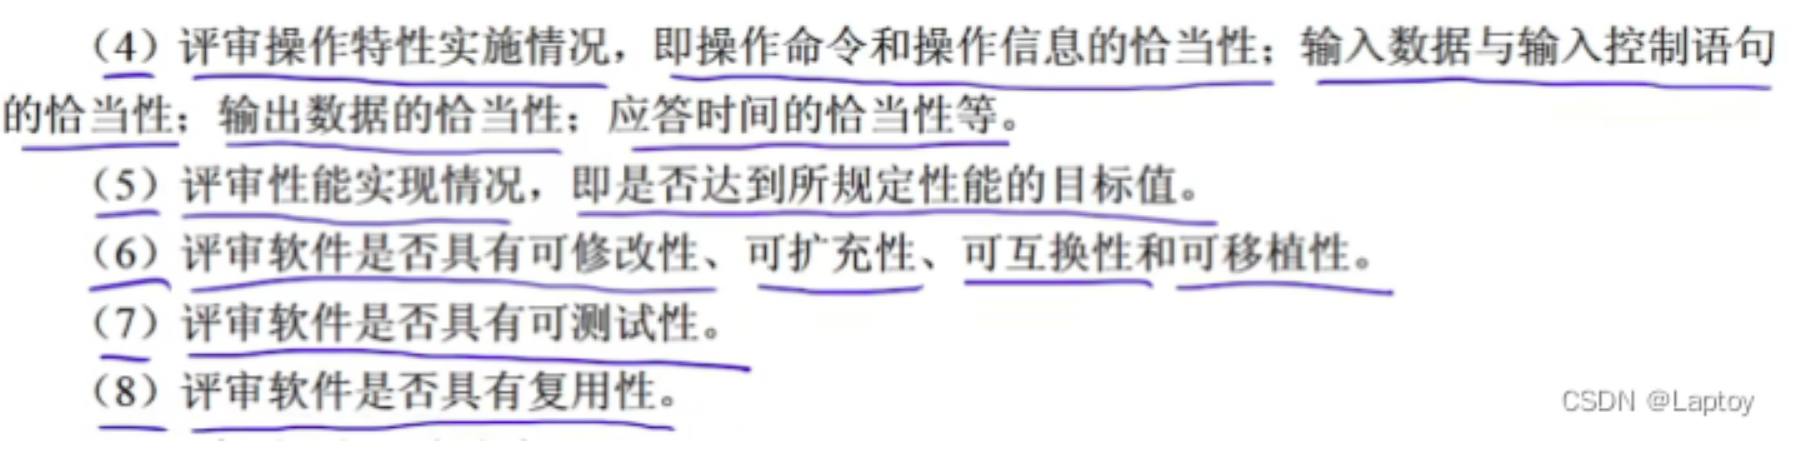 （4）评审操作特性实施情况，即操作命令和操作信息的恰当性；输入数据与输入控制语句
的恰当性；输出数据的恰当性；应答时间的恰当性等。
（5）评审性能实现情况，即是否达到所规定性能的目标值。
（6）评审软件是否具有可修改性、可扩充性、可互换性和可移植性。
（7）评审软件是否具有可测试性。
（8）评审软件是否具有复用性。
CSDN @Laptoy